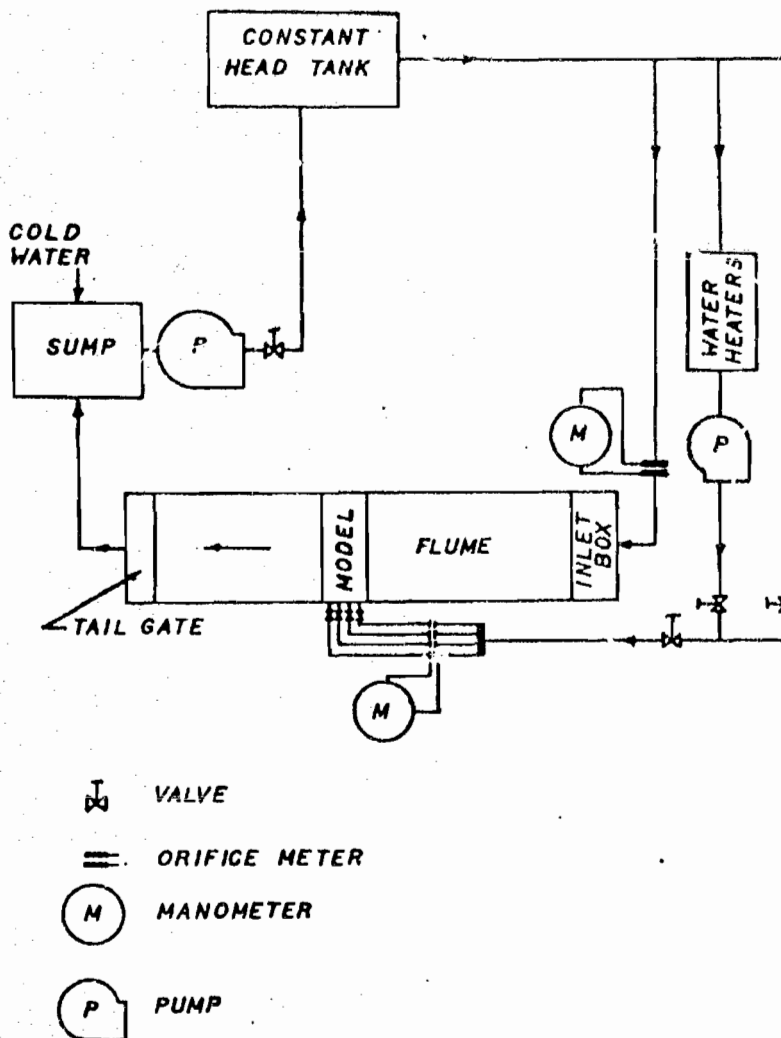 CONSTANT
HEAD TANK
COLD
WATER
SUMP
P
WATER
HEATERS
M
P
MODEL
FLUME
INLET
BOX
TAIL GATE
M
VALVE
ORIFICE METER
M MANOMETER
P PUMP